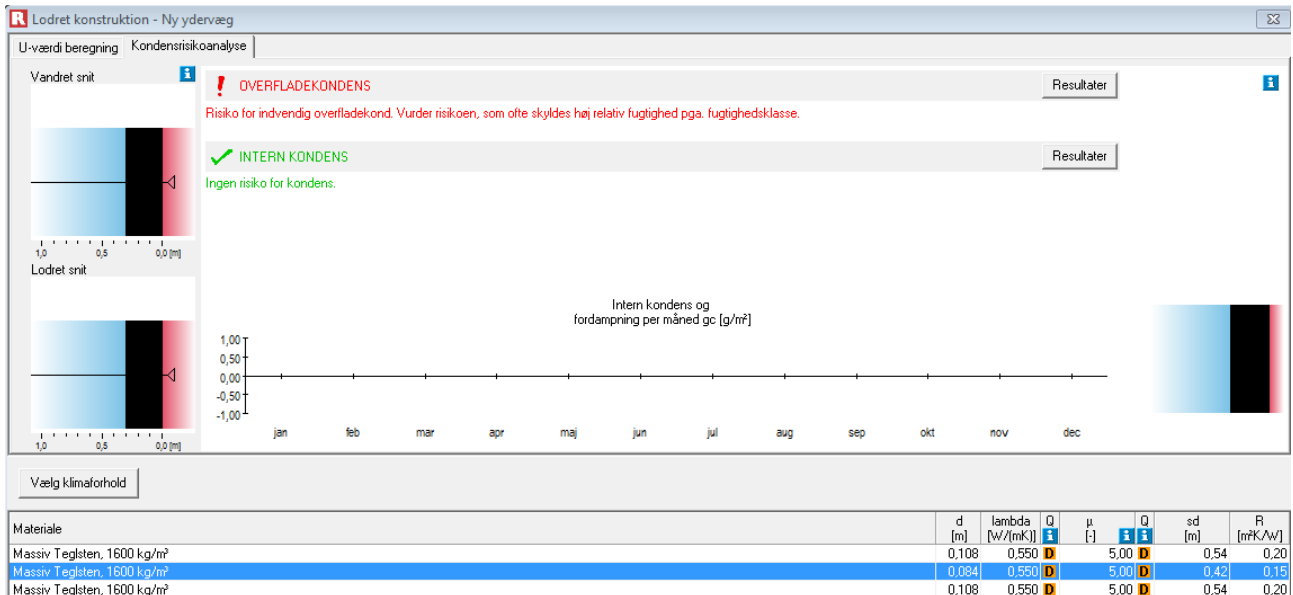 R Lodret konstruktion - Ny ydervæg
U-værdi beregning Kondensrisikoanalyse
Vandret snit
1,0 0,5 0,0 [m]
Lodret snit
1,0 0,5 0,0 [m]
OVERFLADEKONDENS Resultater
Risiko for indvendig overfladekond. Vurder risikoen, som ofte skyldes høj relativ fugtighed pga. fugtighedsklasse.
INTERN KONDENS Resultater
Ingen risiko for kondens.
Intern kondens og
fordampning per måned gc [g/m²]
1,00
0,50
0,00
-0,50
-1,00
jan feb mar apr maj jun jul aug sep okt nov dec
Vælg klimaforhold
Materiale d [m] lambda [W/(mK)] Q i µ [-] i Q i sd [m] R [m²K/W]
Massiv Teglsten, 1600 kg/m³ 0,108 0,550 D 5,00 D 0,54 0,20
Massiv Teglsten, 1600 kg/m³ 0,084 0,550 D 5,00 D 0,42 0,15
Massiv Teglsten, 1600 kg/m³ 0,108 0,550 D 5,00 D 0,54 0,20